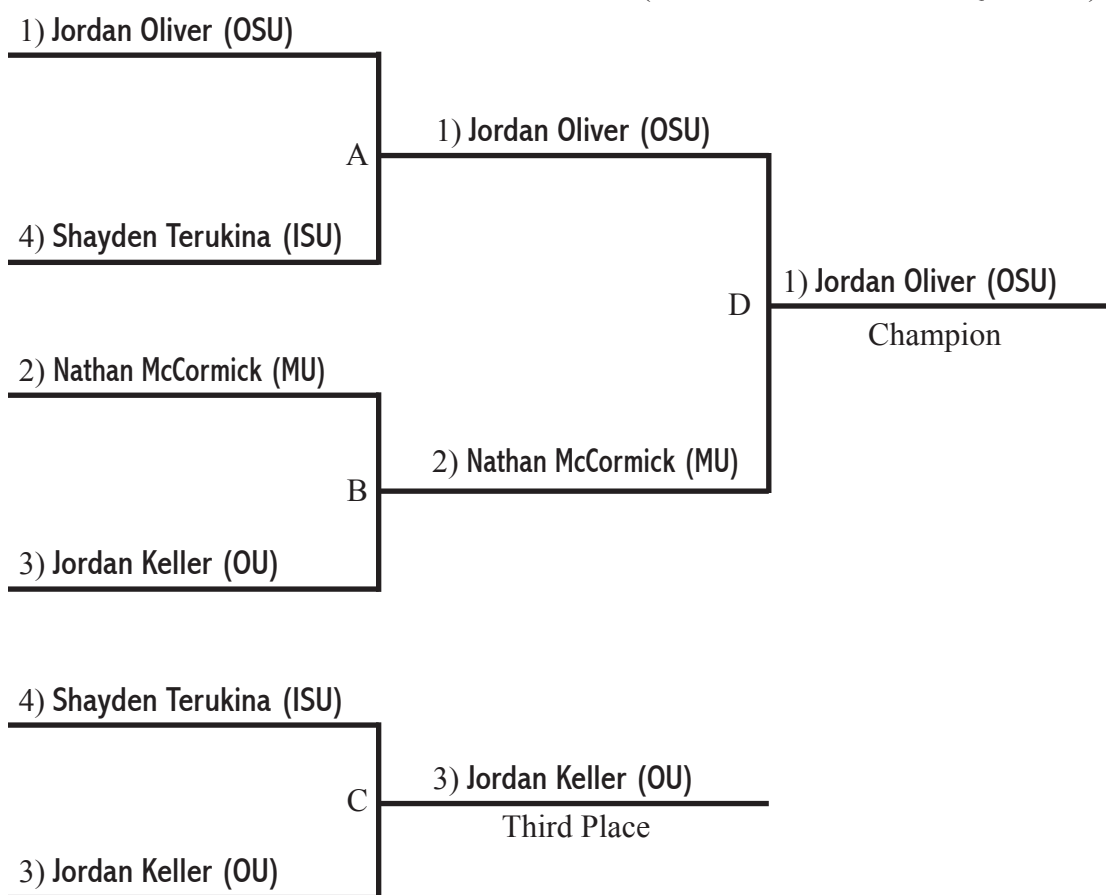 1) Jordan Oliver (OSU)
1) Jordan Oliver (OSU)
A
4) Shayden Terukina (ISU)
1) Jordan Oliver (OSU)
D
Champion
2) Nathan McCormick (MU)
2) Nathan McCormick (MU)
B
3) Jordan Keller (OU)
4) Shayden Terukina (ISU)
3) Jordan Keller (OU)
C
Third Place
3) Jordan Keller (OU)